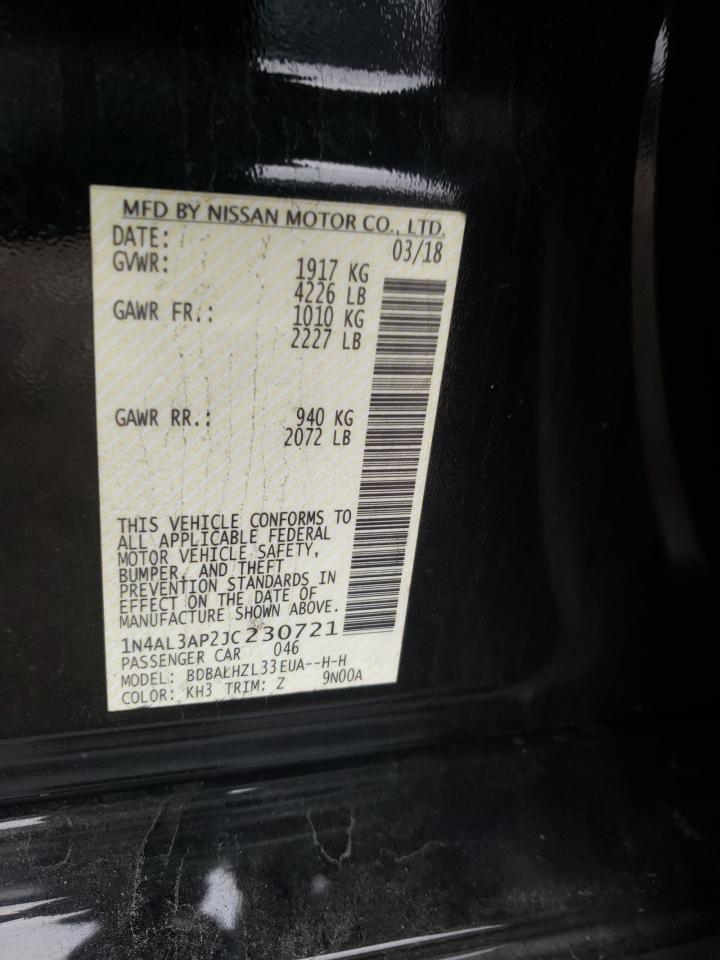 MFD BY NISSAN MOTOR CO., LTD.
DATE: 03/18
GVWR: 1917 KG
4226 LB
GAWR FR.: 1010 KG
2227 LB
GAWR RR.: 940 KG
2072 LB
THIS VEHICLE CONFORMS TO
ALL APPLICABLE FEDERAL
MOTOR VEHICLE SAFETY,
BUMPER, AND THEFT
PREVENTION STANDARDS IN
EFFECT ON THE DATE OF
MANUFACTURE SHOWN ABOVE.
1N4AL3AP2JC230721
PASSENGER CAR 046
MODEL: BDBALHZL33EUA--H-H
COLOR: KH3 TRIM: Z 9N00A